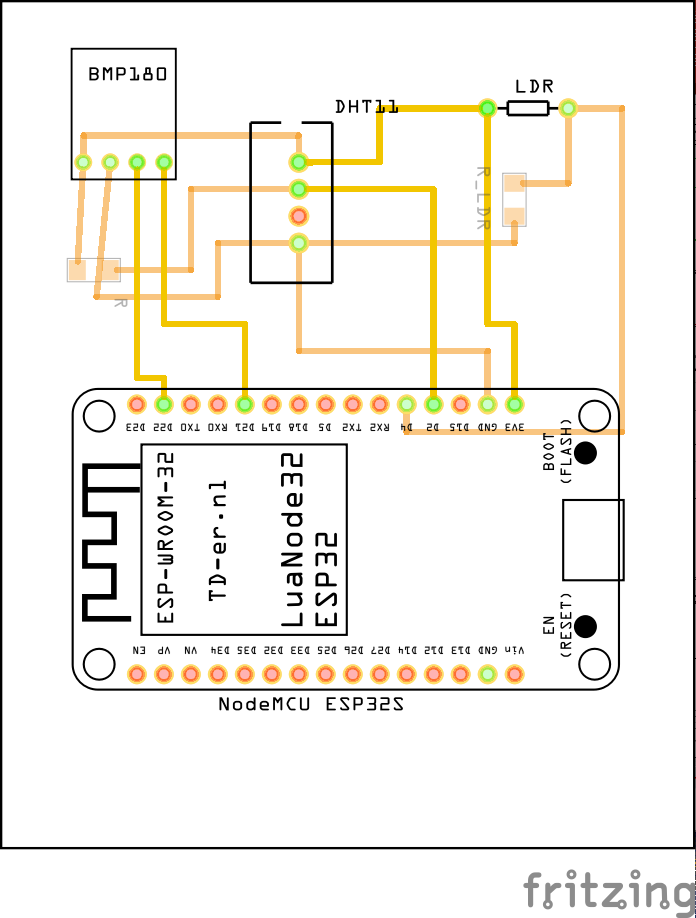 BMP180
LDR
DHT11
R_LDR
R
D23
D22
TX0
RX0
D21
D19
D18
D5
TX2
RX2
D4
D2
D15
GND
3V3
BOOT
(FLASH)
ESP-WROOM-32
TD-er.nl
LuaNode32
ESP32
EN
(RESET)
EN
VP
VN
D34
D35
D32
D33
D25
D26
D27
D14
D12
D13
GND
Vin
NodeMCU ESP32S
fritzing